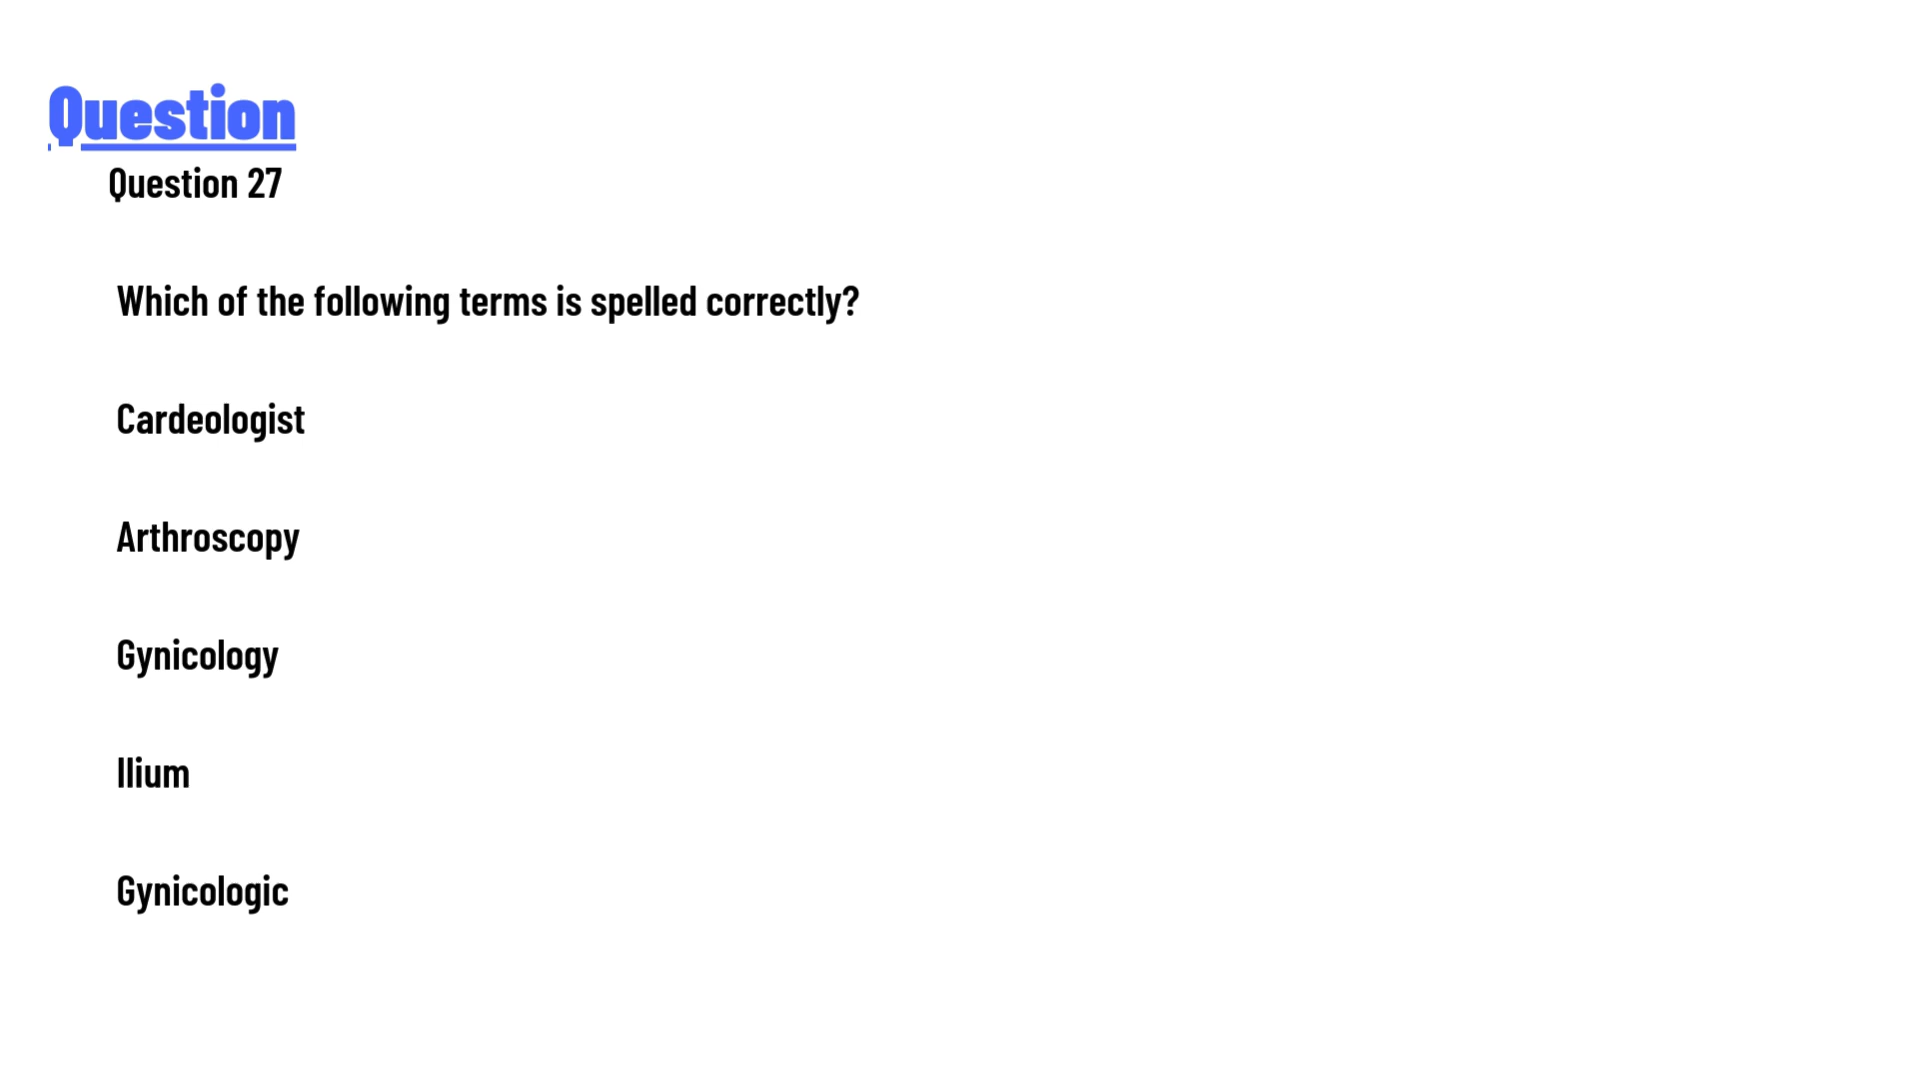 Question
Question 27
Which of the following terms is spelled correctly?
Cardeologist
Arthroscopy
Gynicology
Ilium
Gynicologic